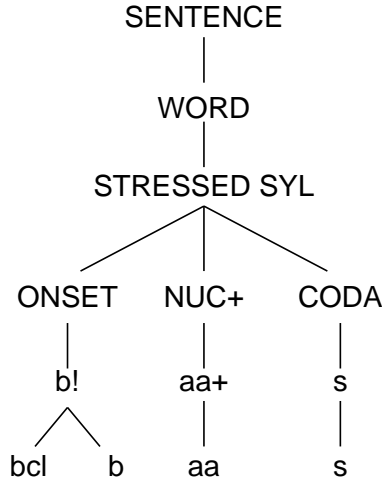 SENTENCE
WORD
STRESSED SYL
ONSET NUC+ CODA
b! aa+ s
bcl b aa s